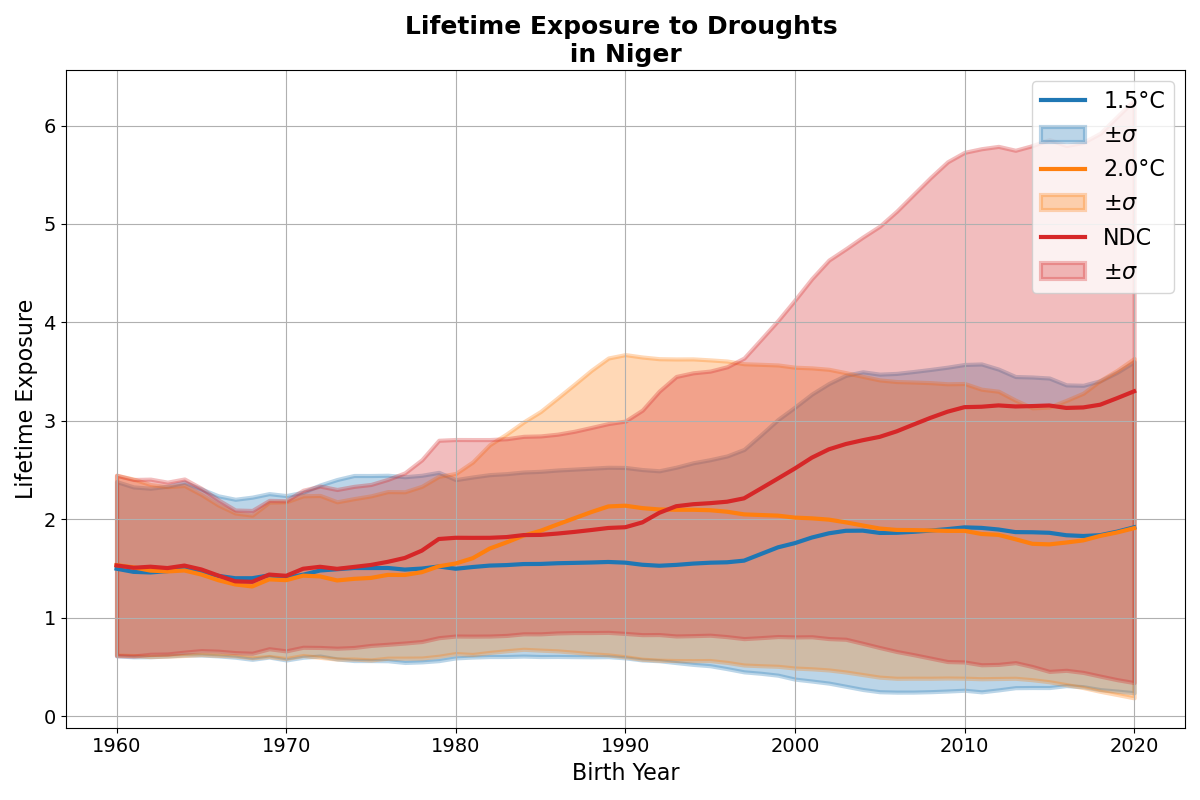 Lifetime Exposure to Droughts
in Niger
1.5°C
±σ
2.0°C
±σ
NDC
±σ
Lifetime Exposure
6
5
4
3
2
1
0
1960 1970 1980 1990 2000 2010 2020
Birth Year